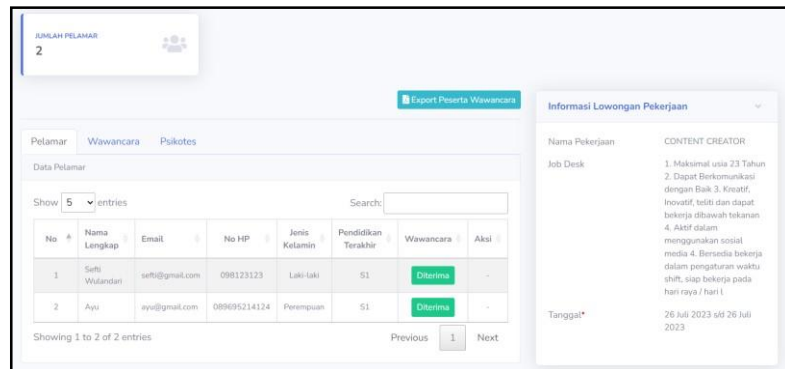 JUMLAH PELAMAR
2
Export Peserta Wawancara
Pelamar Wawancara Psikotes
Data Pelamar
Show 5 entries Search:
No Nama Lengkap Email No HP Jenis Kelamin Pendidikan Terakhir Wawancara Aksi
1 Sefti Wulandari sefti@gmail.com 098123123 Laki-laki S1 Diterima -
2 Ayu ayu@gmail.com 089695214124 Perempuan S1 Diterima -
Showing 1 to 2 of 2 entries Previous 1 Next
Informasi Lowongan Pekerjaan
Nama Pekerjaan CONTENT CREATOR
Job Desk 1. Maksimal usia 23 Tahun
2. Dapat Berkomunikasi
dengan Baik 3. Kreatif,
Inovatif, teliti dan dapat
bekerja dibawah tekanan
4. Aktif dalam
menggunakan sosial
media 4. Bersedia bekerja
dalam pengaturan waktu
shift, siap bekerja pada
hari raya / hari l
Tanggal* 26 Juli 2023 s/d 26 Juli
2023